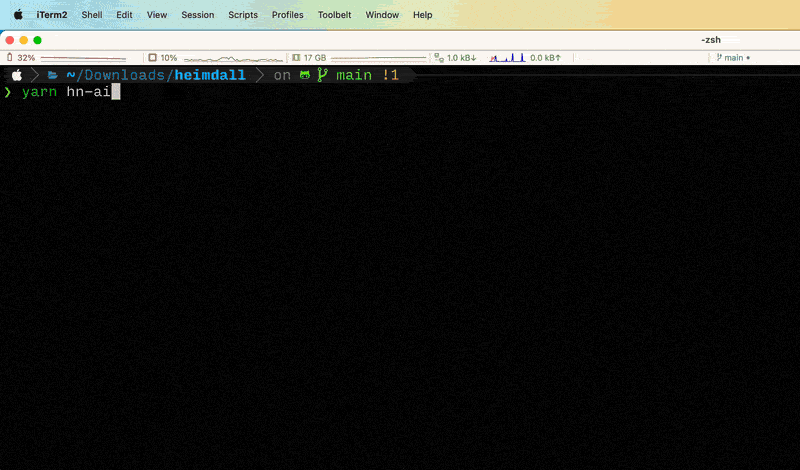 iTerm2 Shell Edit View Session Scripts Profiles Toolbelt Window Help
-zsh
32% 10% 17 GB 1.0 kB↓ 0.0 kB↑ main
~/Downloads/heimdall on main !1
❯ yarn hn-ai